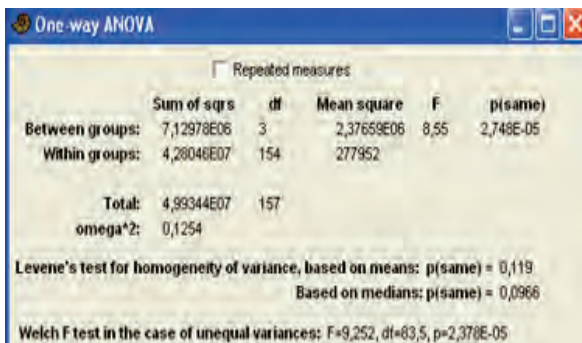 One-way ANOVA
Repeated measures
Sum of sqrs df Mean square F p(same)
Between groups: 7,12978E06 3 2,37659E06 8,55 2,748E-05
Within groups: 4,28046E07 154 277952
Total: 4,99344E07 157
omega^2: 0,1254
Levene's test for homogeneity of variance, based on means: p(same) = 0,119
Based on medians: p(same) = 0,0966
Welch F test in the case of unequal variances: F=9,252, df=83,5, p=2,378E-05